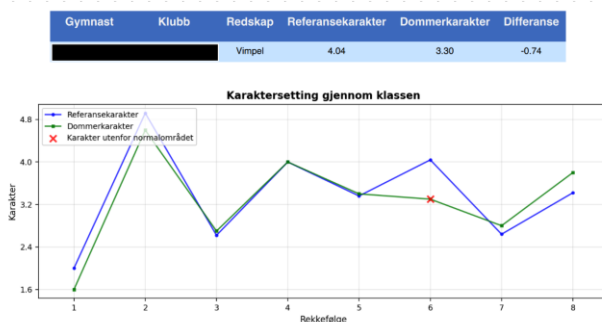 Gymnast Klubb Redskap Referansekarakter Dommerkarakter Differanse
Vimpel 4.04 3.30 -0.74
Karaktersetting gjennom klassen
Referansekarakter
Dommerkarakter
Karakter utenfor normalområdet
Karakter
4.8
4.0
3.2
2.4
1.6
1 2 3 4 5 6 7 8
Rekkefølge